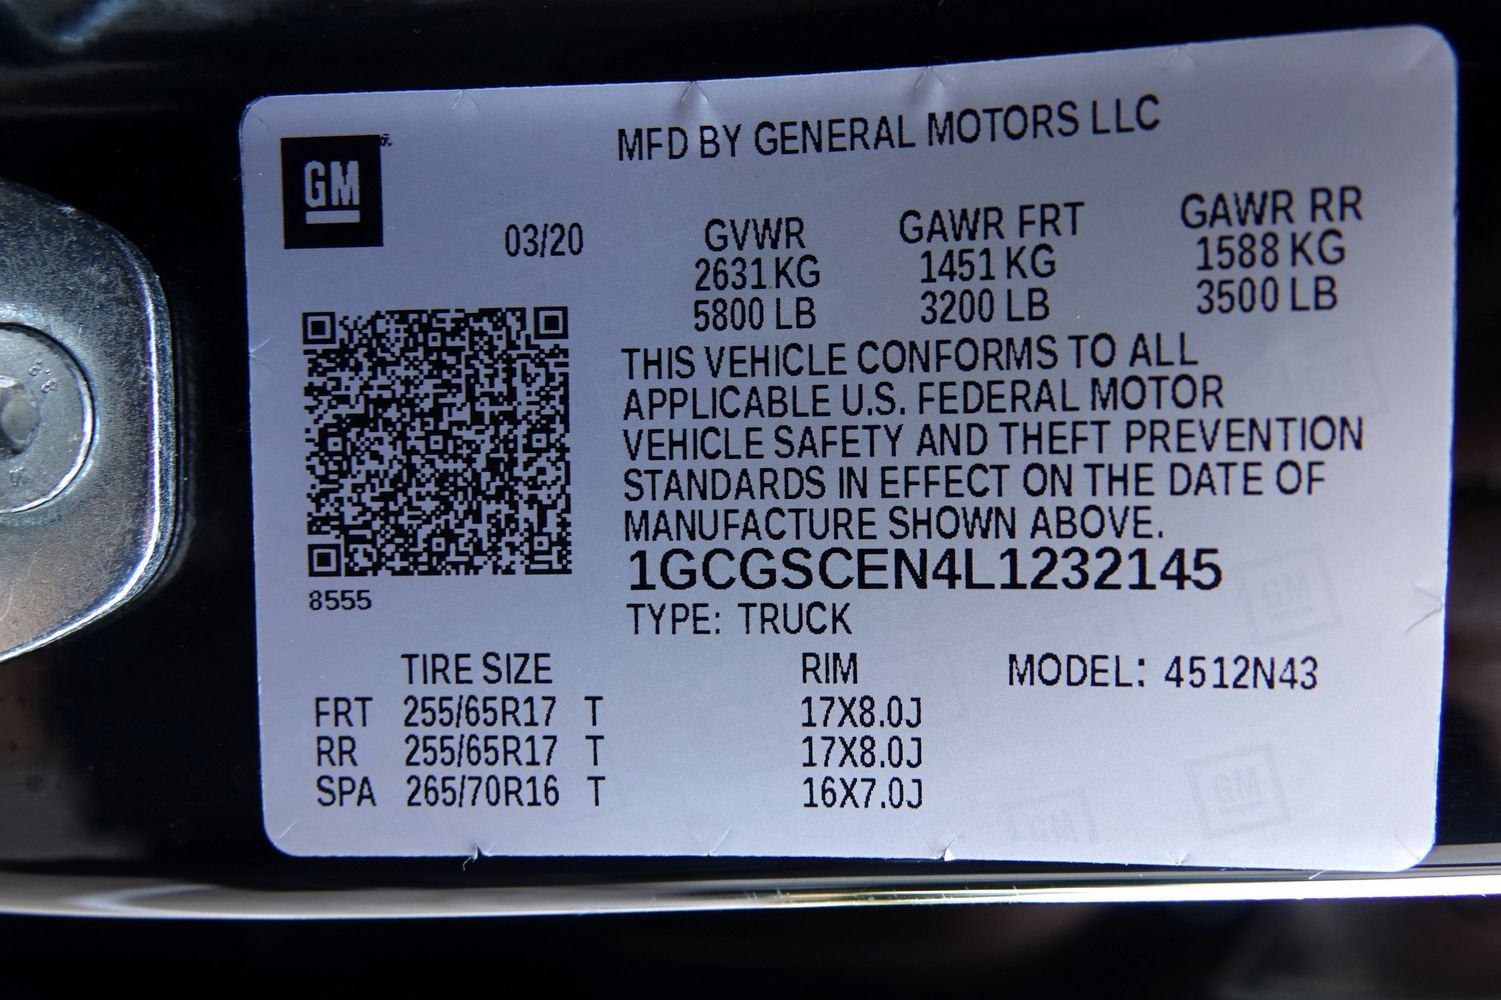 MFD BY GENERAL MOTORS LLC
GM
03/20
GVWR GAWR FRT GAWR RR
2631 KG 1451 KG 1588 KG
5800 LB 3200 LB 3500 LB
THIS VEHICLE CONFORMS TO ALL
APPLICABLE U.S. FEDERAL MOTOR
VEHICLE SAFETY AND THEFT PREVENTION
STANDARDS IN EFFECT ON THE DATE OF
MANUFACTURE SHOWN ABOVE.
1GCGSCEN4L1232145
8555
TYPE: TRUCK
TIRE SIZE RIM MODEL: 4512N43
FRT 255/65R17 T 17X8.0J
RR 255/65R17 T 17X8.0J
SPA 265/70R16 T 16X7.0J